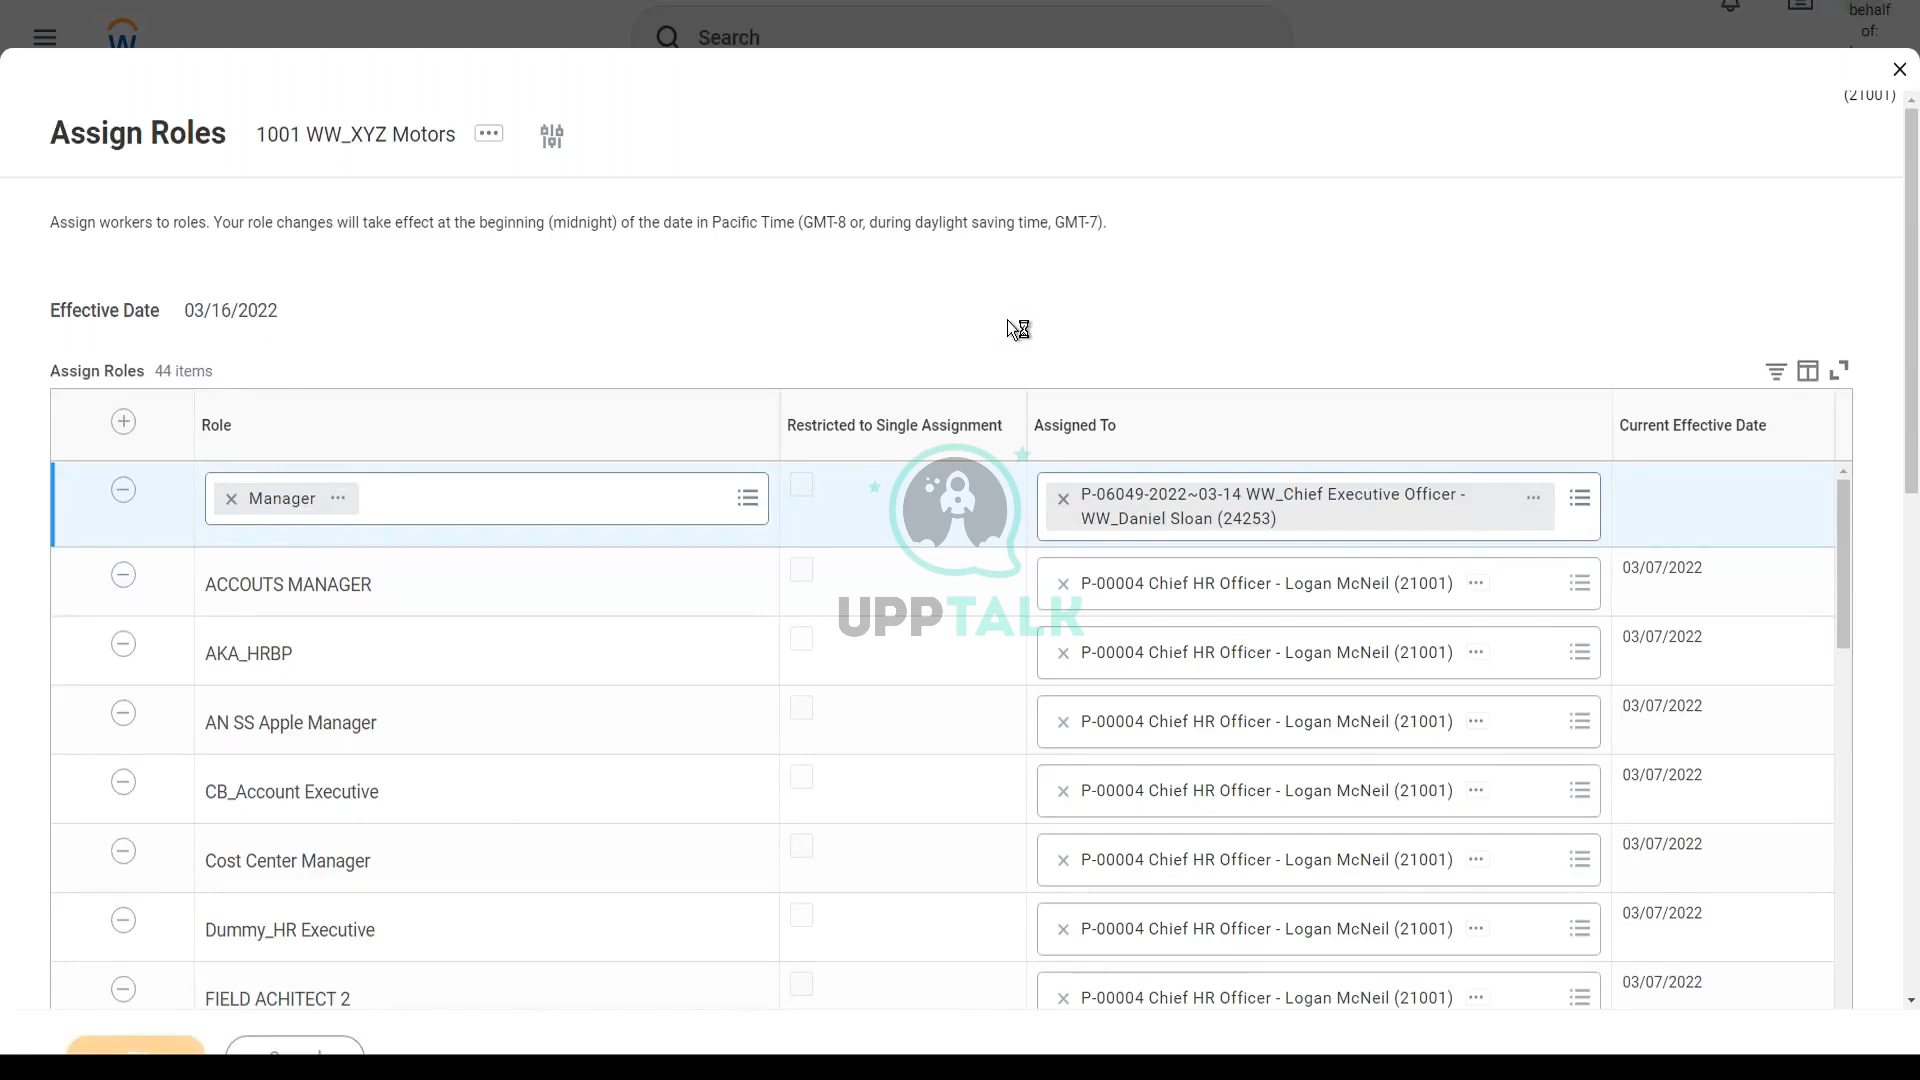 Search
behalf
of:
(21001)
Assign Roles 1001 WW_XYZ Motors
Assign workers to roles. Your role changes will take effect at the beginning (midnight) of the date in Pacific Time (GMT-8 or, during daylight saving time, GMT-7).
Effective Date 03/16/2022
Assign Roles 44 items
Role Restricted to Single Assignment Assigned To Current Effective Date
Manager P-06049-2022~03-14 WW_Chief Executive Officer -
WW_Daniel Sloan (24253)
ACCOUTS MANAGER P-00004 Chief HR Officer - Logan McNeil (21001) 03/07/2022
UPPTALK
AKA_HRBP P-00004 Chief HR Officer - Logan McNeil (21001) 03/07/2022
AN SS Apple Manager P-00004 Chief HR Officer - Logan McNeil (21001) 03/07/2022
CB_Account Executive P-00004 Chief HR Officer - Logan McNeil (21001) 03/07/2022
Cost Center Manager P-00004 Chief HR Officer - Logan McNeil (21001) 03/07/2022
Dummy_HR Executive P-00004 Chief HR Officer - Logan McNeil (21001) 03/07/2022
FIELD ACHITECT 2 P-00004 Chief HR Officer - Logan McNeil (21001) 03/07/2022